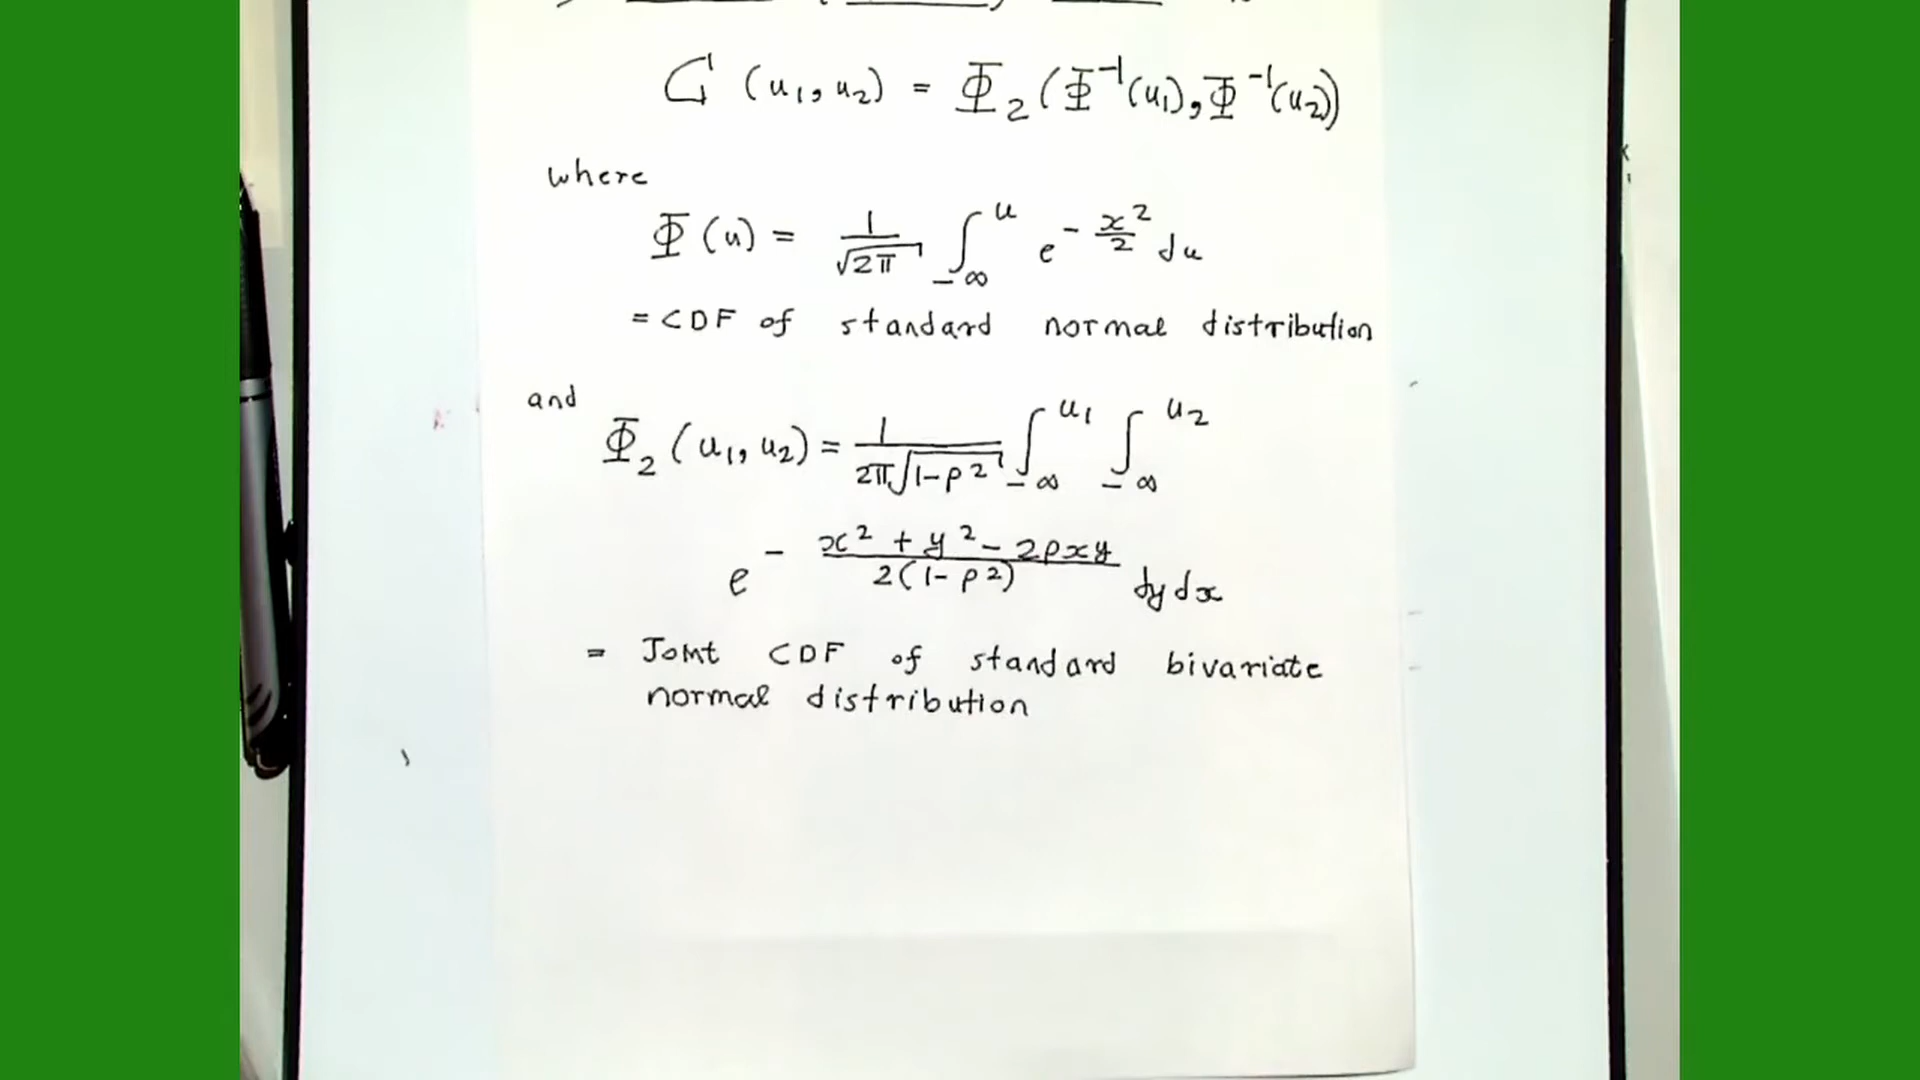 C (u₁, u₂) = Φ₂ (Φ⁻¹(u₁), Φ⁻¹(u₂))
where
Φ (u) = 1/√2π ∫_{-∞}^{u} e^{-x²/2} du
= CDF of standard normal distribution
and
Φ₂ (u₁, u₂) = 1/(2π√(1-ρ²)) ∫_{-∞}^{u₁} ∫_{-∞}^{u₂}
e^{-(x² + y² - 2ρxy)/(2(1-ρ²))} dy dx
= Joint CDF of standard bivariate
normal distribution